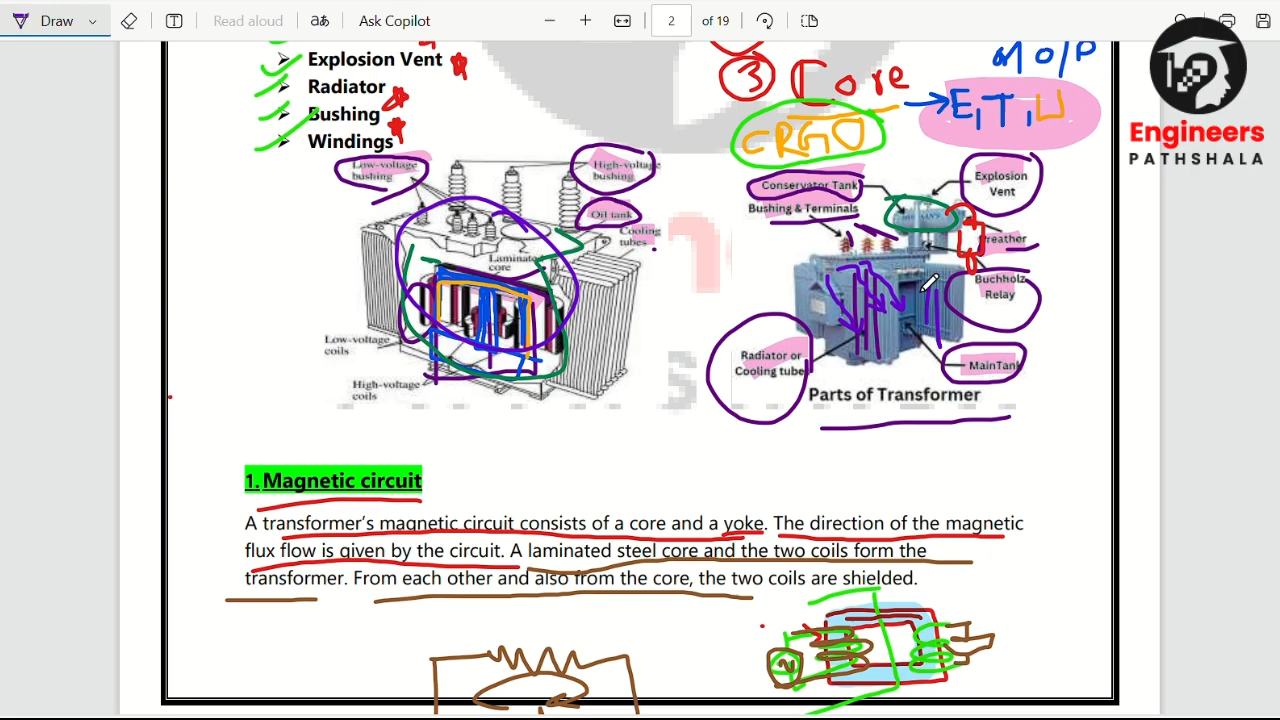 Draw
Read aloud
Ask Copilot
2
of 19
Explosion Vent
Radiator
Bushing
Windings
3 Core
O/P
CRGO
E, T, U
Engineers
PATHSHALA
Low-voltage
bushing
High-voltage
bushing
Oil tank
Cooling
tubes
Laminated
core
Low-voltage
coils
High-voltage
coils
Conservator Tank
Bushing & Terminals
Explosion
Vent
Breather
Buchholz
Relay
Main Tank
Radiator or
Cooling tube
Parts of Transformer
1. Magnetic circuit
A transformer's magnetic circuit consists of a core and a yoke. The direction of the magnetic
flux flow is given by the circuit. A laminated steel core and the two coils form the
transformer. From each other and also from the core, the two coils are shielded.